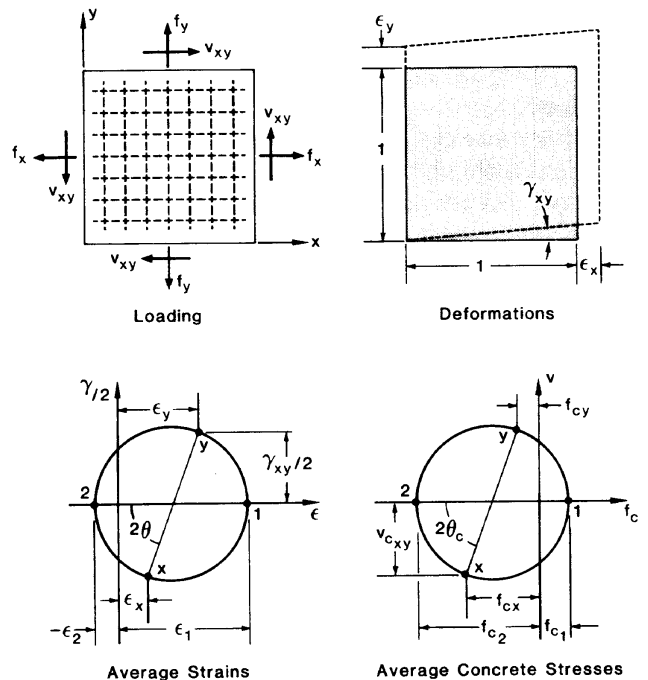 y
f_y
v_xy
v_xy
f_x
f_x
v_xy
x
v_xy
f_y
Loading
ϵ_y
1
γ_xy
1
ϵ_x
Deformations
γ/2
ϵ_y
y
γ_xy/2
2
1
ϵ
2θ
x
ϵ_x
-ϵ_2
ϵ_1
Average Strains
v
f_cy
y
2
1
f_c
v_cxy
2θ_c
x
f_cx
f_c2
f_c1
Average Concrete Stresses